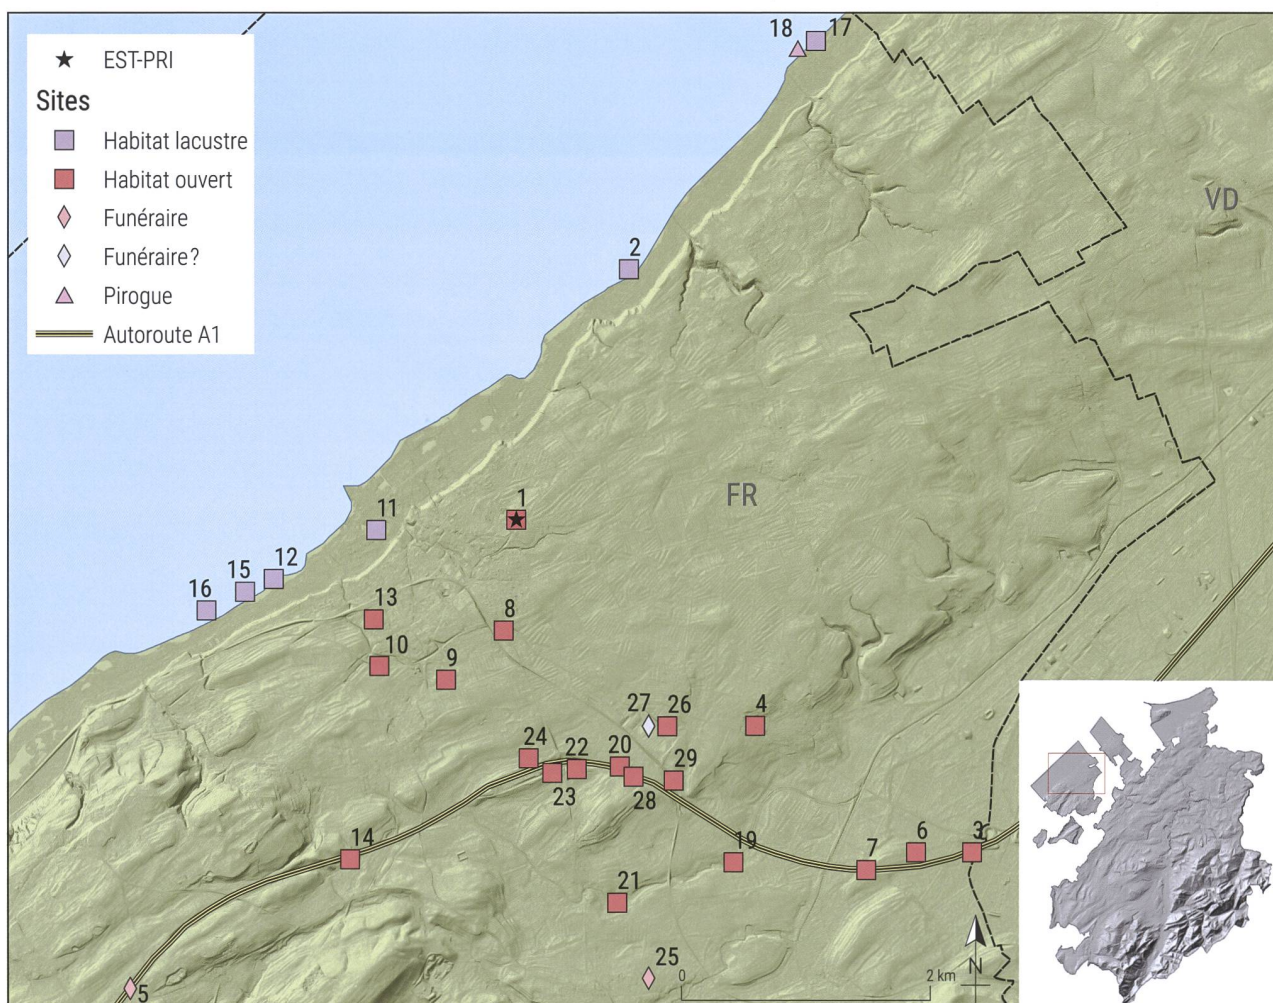 EST-PRI
Sites
Habitat lacustre
Habitat ouvert
Funéraire
Funéraire?
Pirogue
Autoroute A1
18
17
VD
2
FR
1
11
12
15
16
13
8
10
9
27
26
4
24
22
20
29
23
28
14
19
7
6
3
21
25
5
0
2 km
N